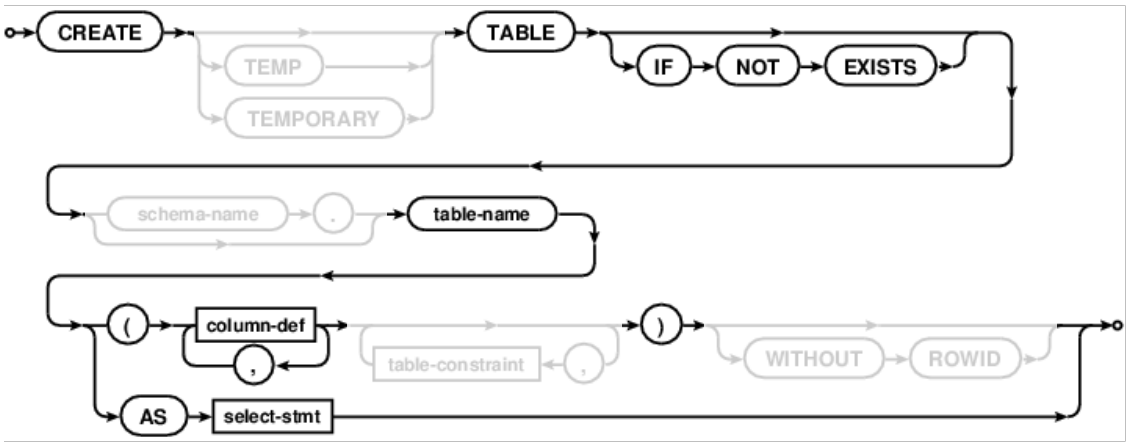 CREATE TABLE
TEMP IF NOT EXISTS
TEMPORARY
schema-name . table-name
( column-def )
, table-constraint , WITHOUT ROWID
AS select-stmt